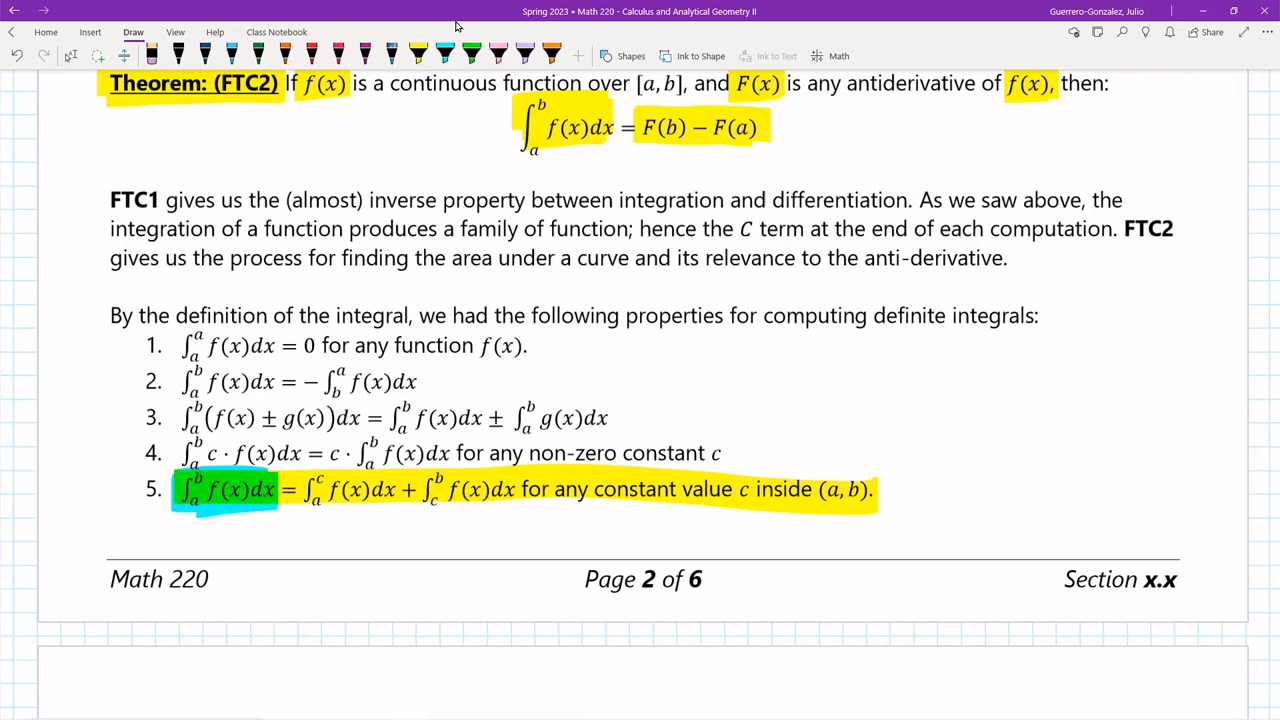 Spring 2023 » Math 220 - Calculus and Analytical Geometry II
Guerrero-Gonzalez, Julio
Home Insert Draw View Help Class Notebook
Share
Shapes Ink to Shape Ink to Text Math
Theorem: (FTC2) If f(x) is a continuous function over [a, b], and F(x) is any antiderivative of f(x), then:
∫_a^b f(x)dx = F(b) − F(a)
FTC1 gives us the (almost) inverse property between integration and differentiation. As we saw above, the
integration of a function produces a family of function; hence the C term at the end of each computation. FTC2
gives us the process for finding the area under a curve and its relevance to the anti-derivative.
By the definition of the integral, we had the following properties for computing definite integrals:
1. ∫_a^a f(x)dx = 0 for any function f(x).
2. ∫_a^b f(x)dx = − ∫_b^a f(x)dx
3. ∫_a^b (f(x) ± g(x))dx = ∫_a^b f(x)dx ± ∫_a^b g(x)dx
4. ∫_a^b c · f(x)dx = c · ∫_a^b f(x)dx for any non-zero constant c
5. ∫_a^b f(x)dx = ∫_a^c f(x)dx + ∫_c^b f(x)dx for any constant value c inside (a, b).
Math 220 Page 2 of 6 Section x.x